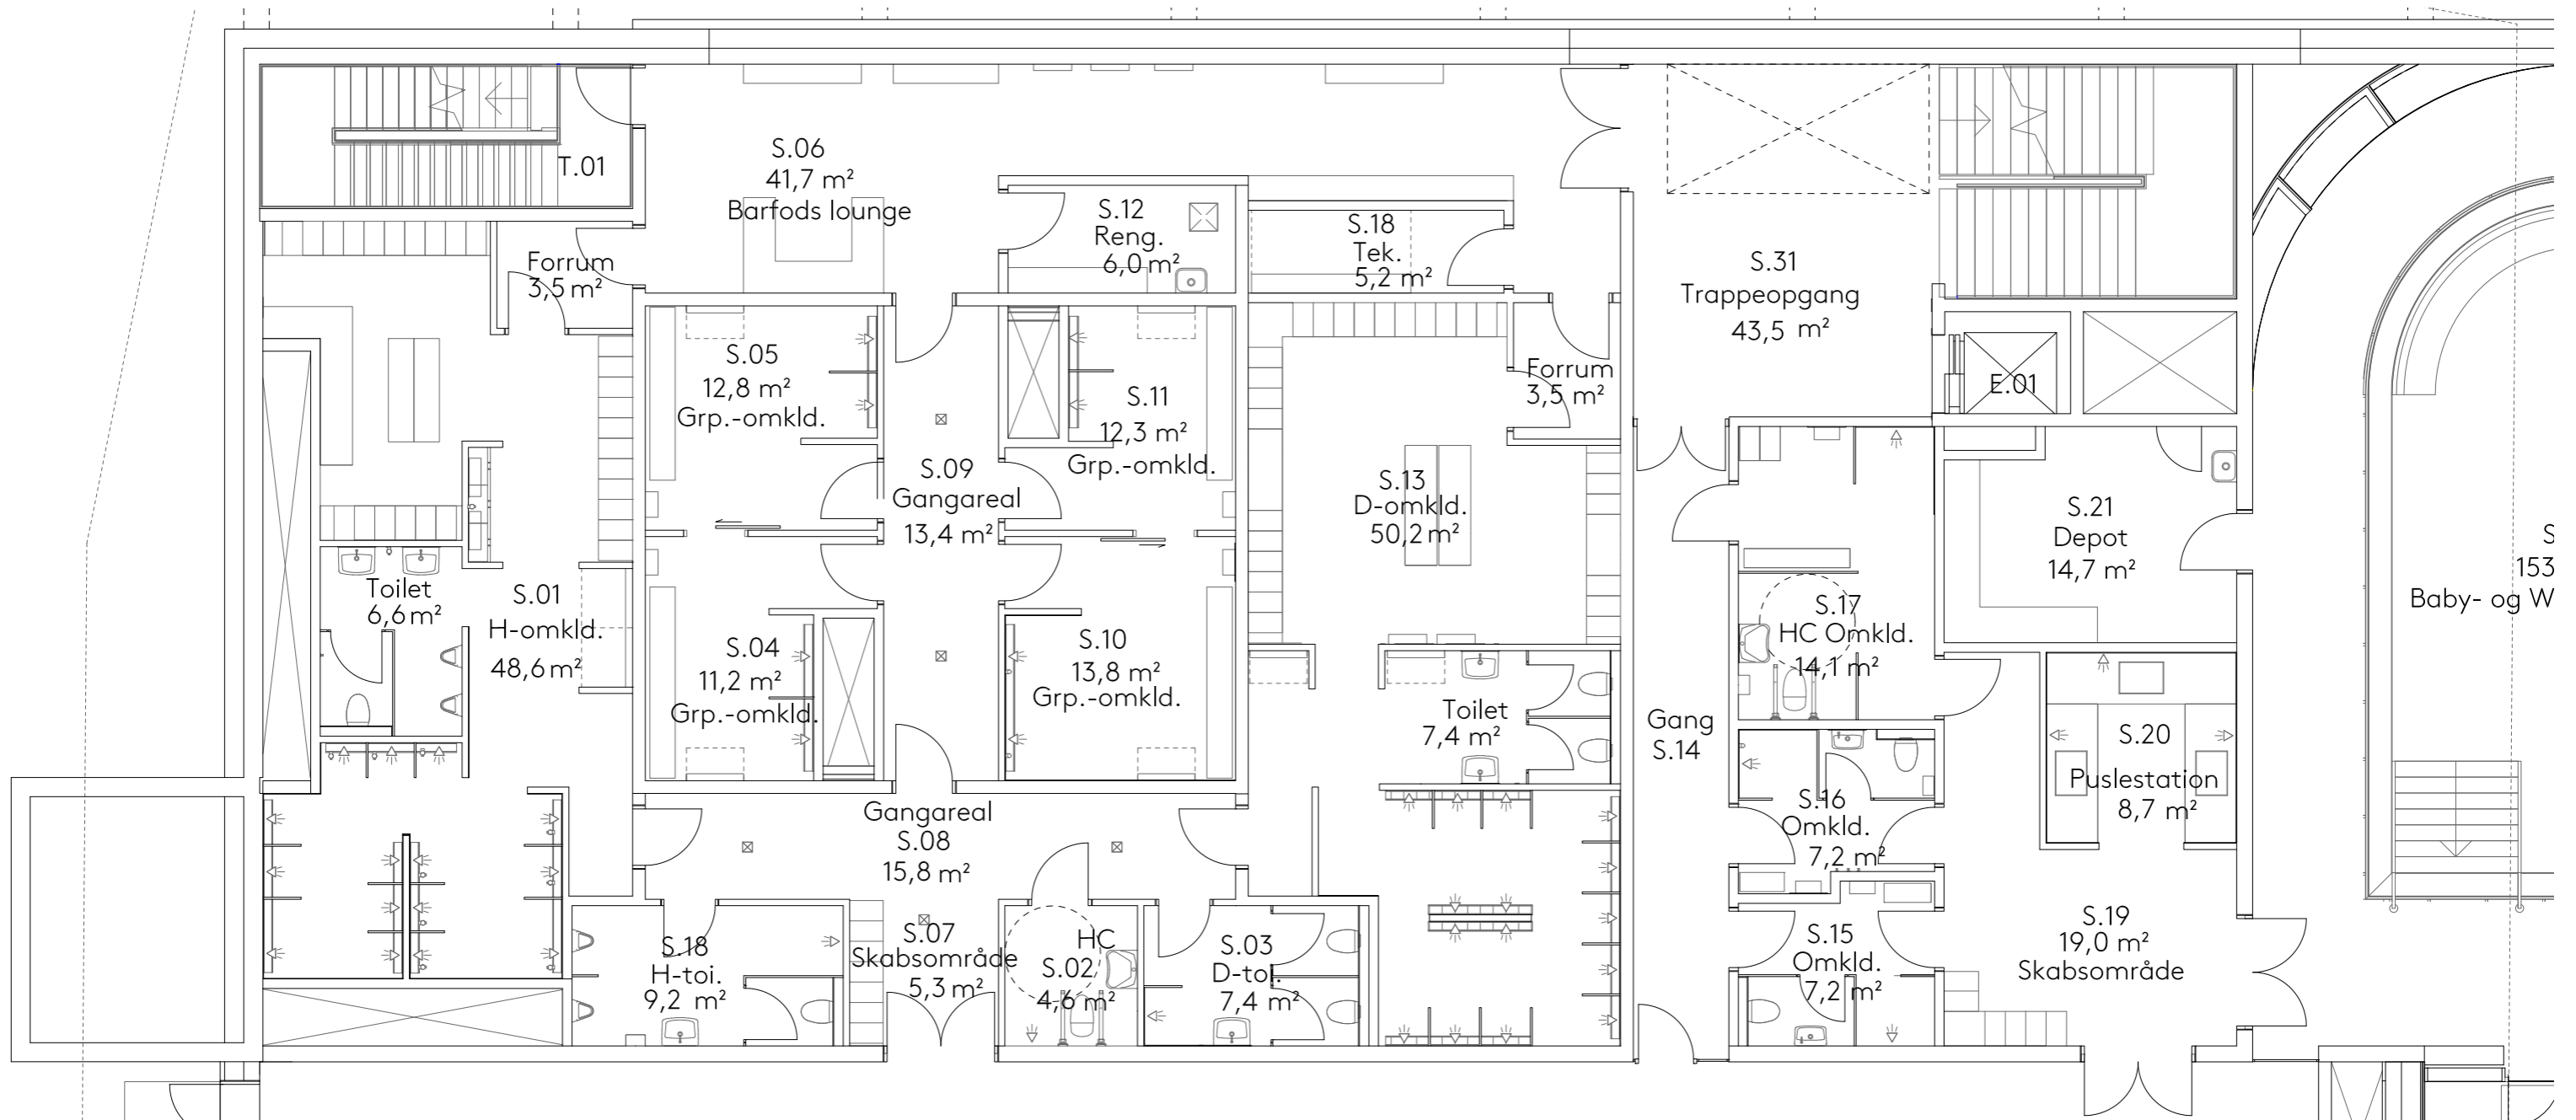 T.01
S.06
41,7 m²
Barfods lounge
S.12
Reng.
6,0 m²
S.18
Tek.
5,2 m²
S.31
Trappeopgang
43,5 m²
Forrum
3,5 m²
S.05
12,8 m²
Grp.-omkld.
S.11
12,3 m²
Grp.-omkld.
Forrum
3,5 m²
E.01
S.09
Gangareal
13,4 m²
S.13
D-omkld.
50,2 m²
S.21
Depot
14,7 m²
S
153
Baby- og W
Toilet
6,6 m²
S.01
H-omkld.
48,6 m²
S.04
11,2 m²
Grp.-omkld.
S.10
13,8 m²
Grp.-omkld.
S.17
HC Omkld.
14,1 m²
Toilet
7,4 m²
Gang
S.14
S.20
Puslestation
8,7 m²
Gangareal
S.08
15,8 m²
S.16
Omkld.
7,2 m²
S.18
H-toi.
9,2 m²
S.07
Skabsområde
5,3 m²
HC
S.02
4,6 m²
S.03
D-toi.
7,4 m²
S.15
Omkld.
7,2 m²
S.19
19,0 m²
Skabsområde